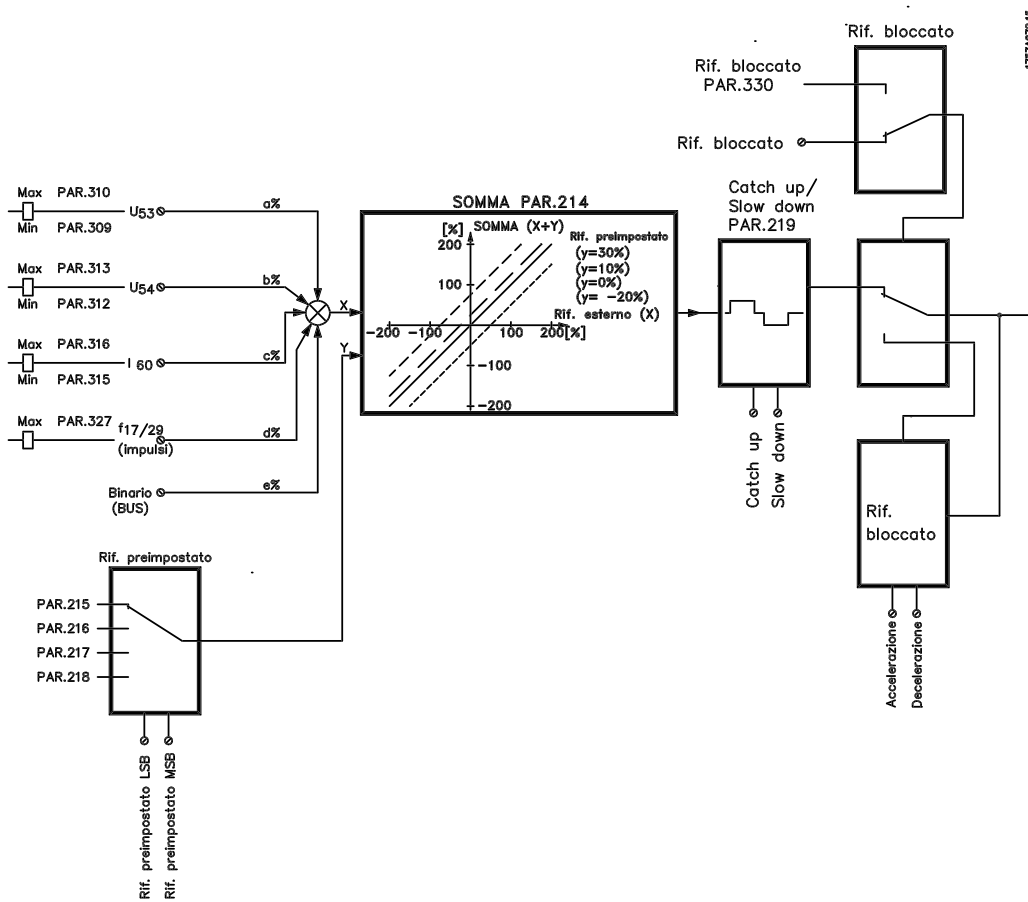 Rif. bloccato
Rif. bloccato
PAR.330
Rif. bloccato
Max PAR.310
U53
a%
Min PAR.309
Max PAR.313
U54
b%
Min PAR.312
Max PAR.316
I 60
c%
Min PAR.315
Max PAR.327
f17/29
(impulsi)
d%
Binario
(BUS)
e%
X
Y
SOMMA PAR.214
[%] SOMMA (X+Y)
200
100
-200 -100
100 200[%]
-100
-200
Rif. preimpostato
(y=30%)
(y=10%)
(y=0%)
(y= -20%)
Rif. esterno (X)
Catch up/
Slow down
PAR.219
Catch up
Slow down
Rif.
bloccato
Accelerazione
Decelerazione
Rif. preimpostato
PAR.215
PAR.216
PAR.217
PAR.218
Rif. preimpostato LSB
Rif. preimpostato MSB